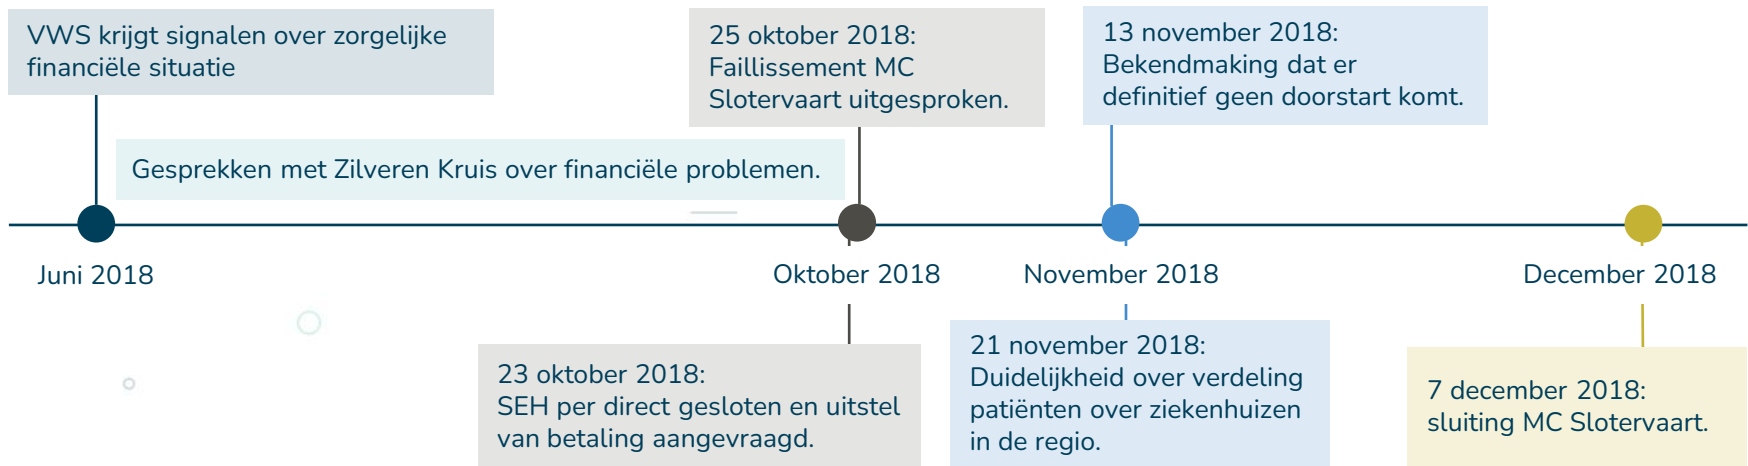 VWS krijgt signalen over zorgelijke
financiële situatie
25 oktober 2018:
Faillissement MC
Slotervaart uitgesproken.
13 november 2018:
Bekendmaking dat er
definitief geen doorstart komt.
Gesprekken met Zilveren Kruis over financiële problemen.
Juni 2018
Oktober 2018
November 2018
December 2018
23 oktober 2018:
SEH per direct gesloten en uitstel
van betaling aangevraagd.
21 november 2018:
Duidelijkheid over verdeling
patiënten over ziekenhuizen
in de regio.
7 december 2018:
sluiting MC Slotervaart.